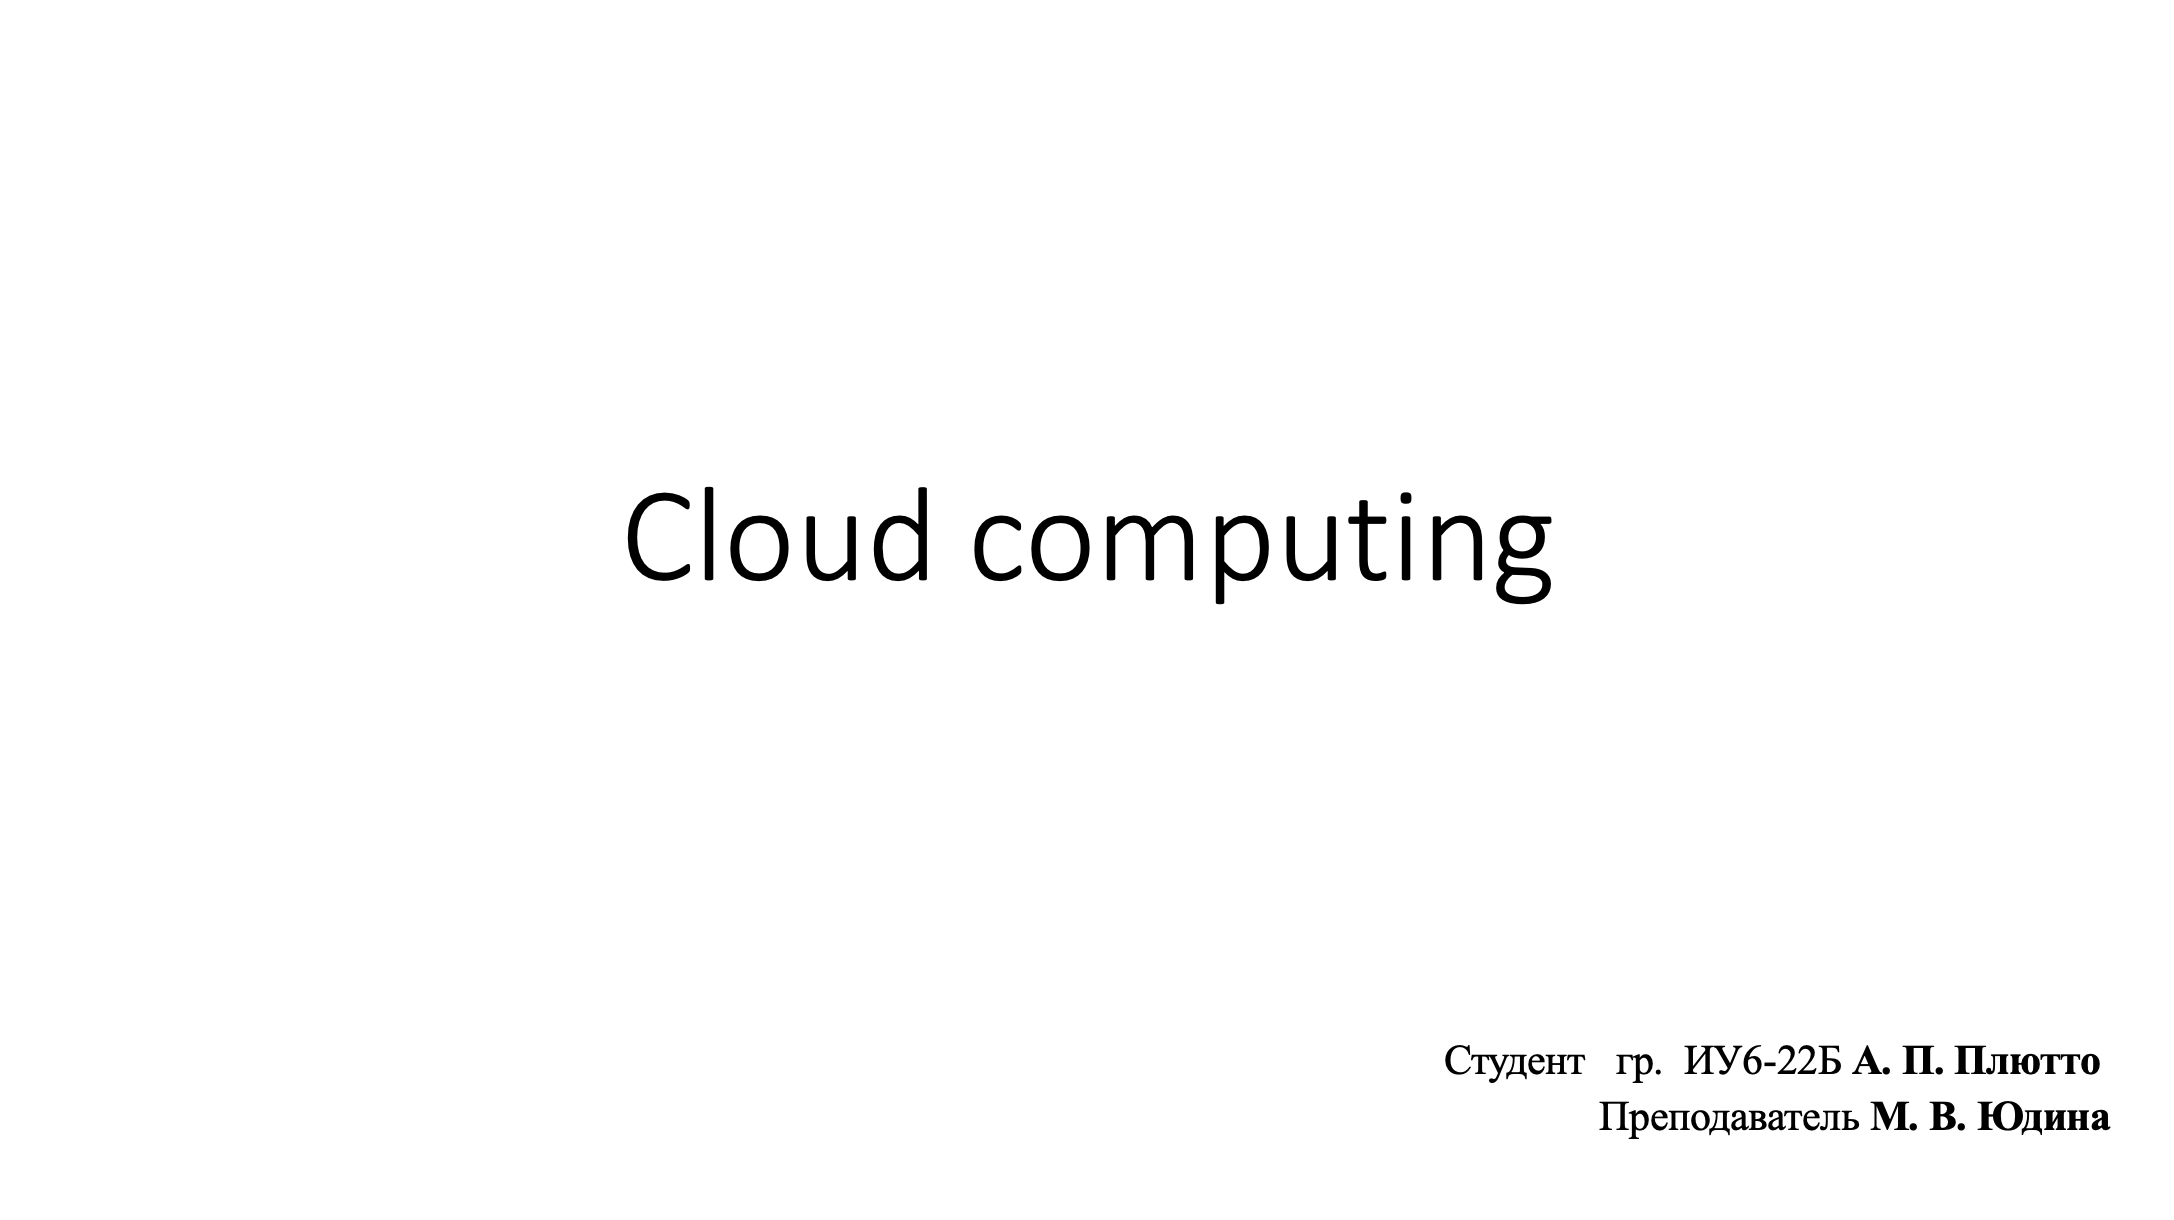 Cloud computing
Студент гр. ИУ6-22Б А. П. Плютто
Преподаватель М. В. Юдина